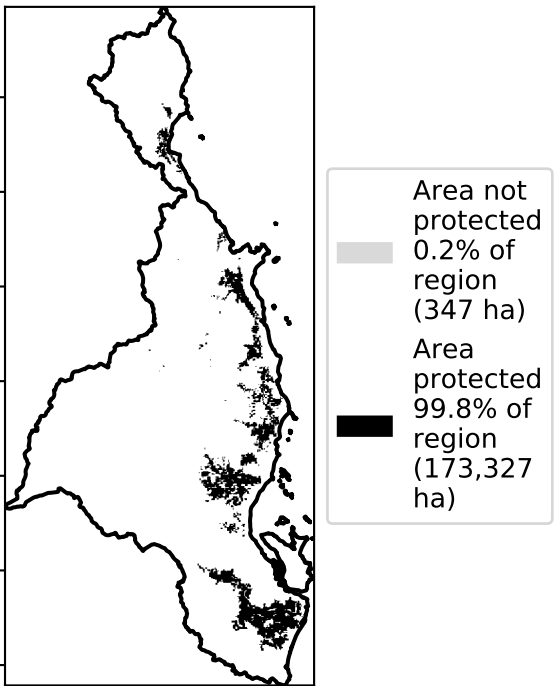 Area not
protected
0.2% of
region
(347 ha)
Area
protected
99.8% of
region
(173,327
ha)